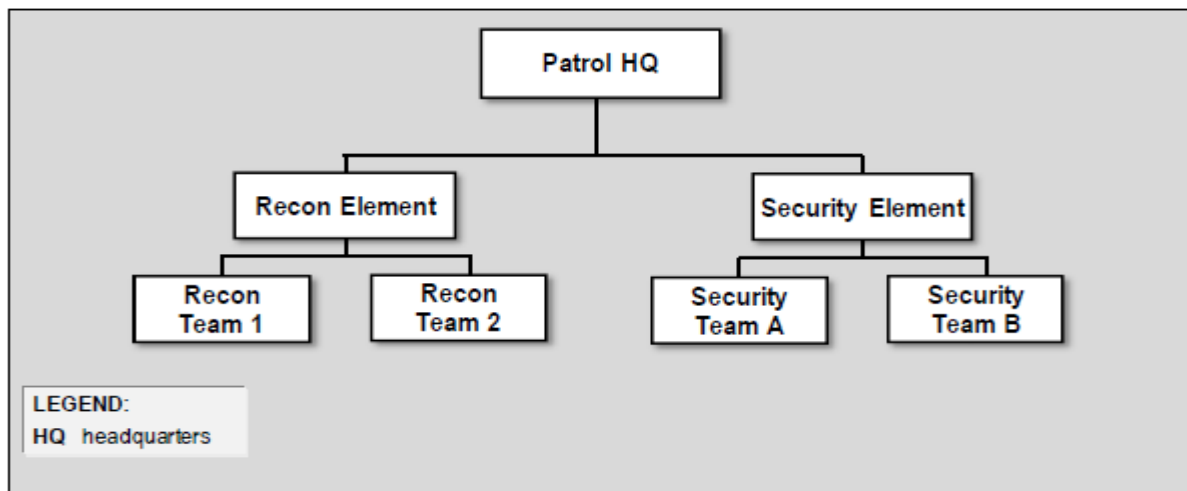 Patrol HQ
Recon Element
Security Element
Recon
Team 1
Recon
Team 2
Security
Team A
Security
Team B
LEGEND:
HQ headquarters